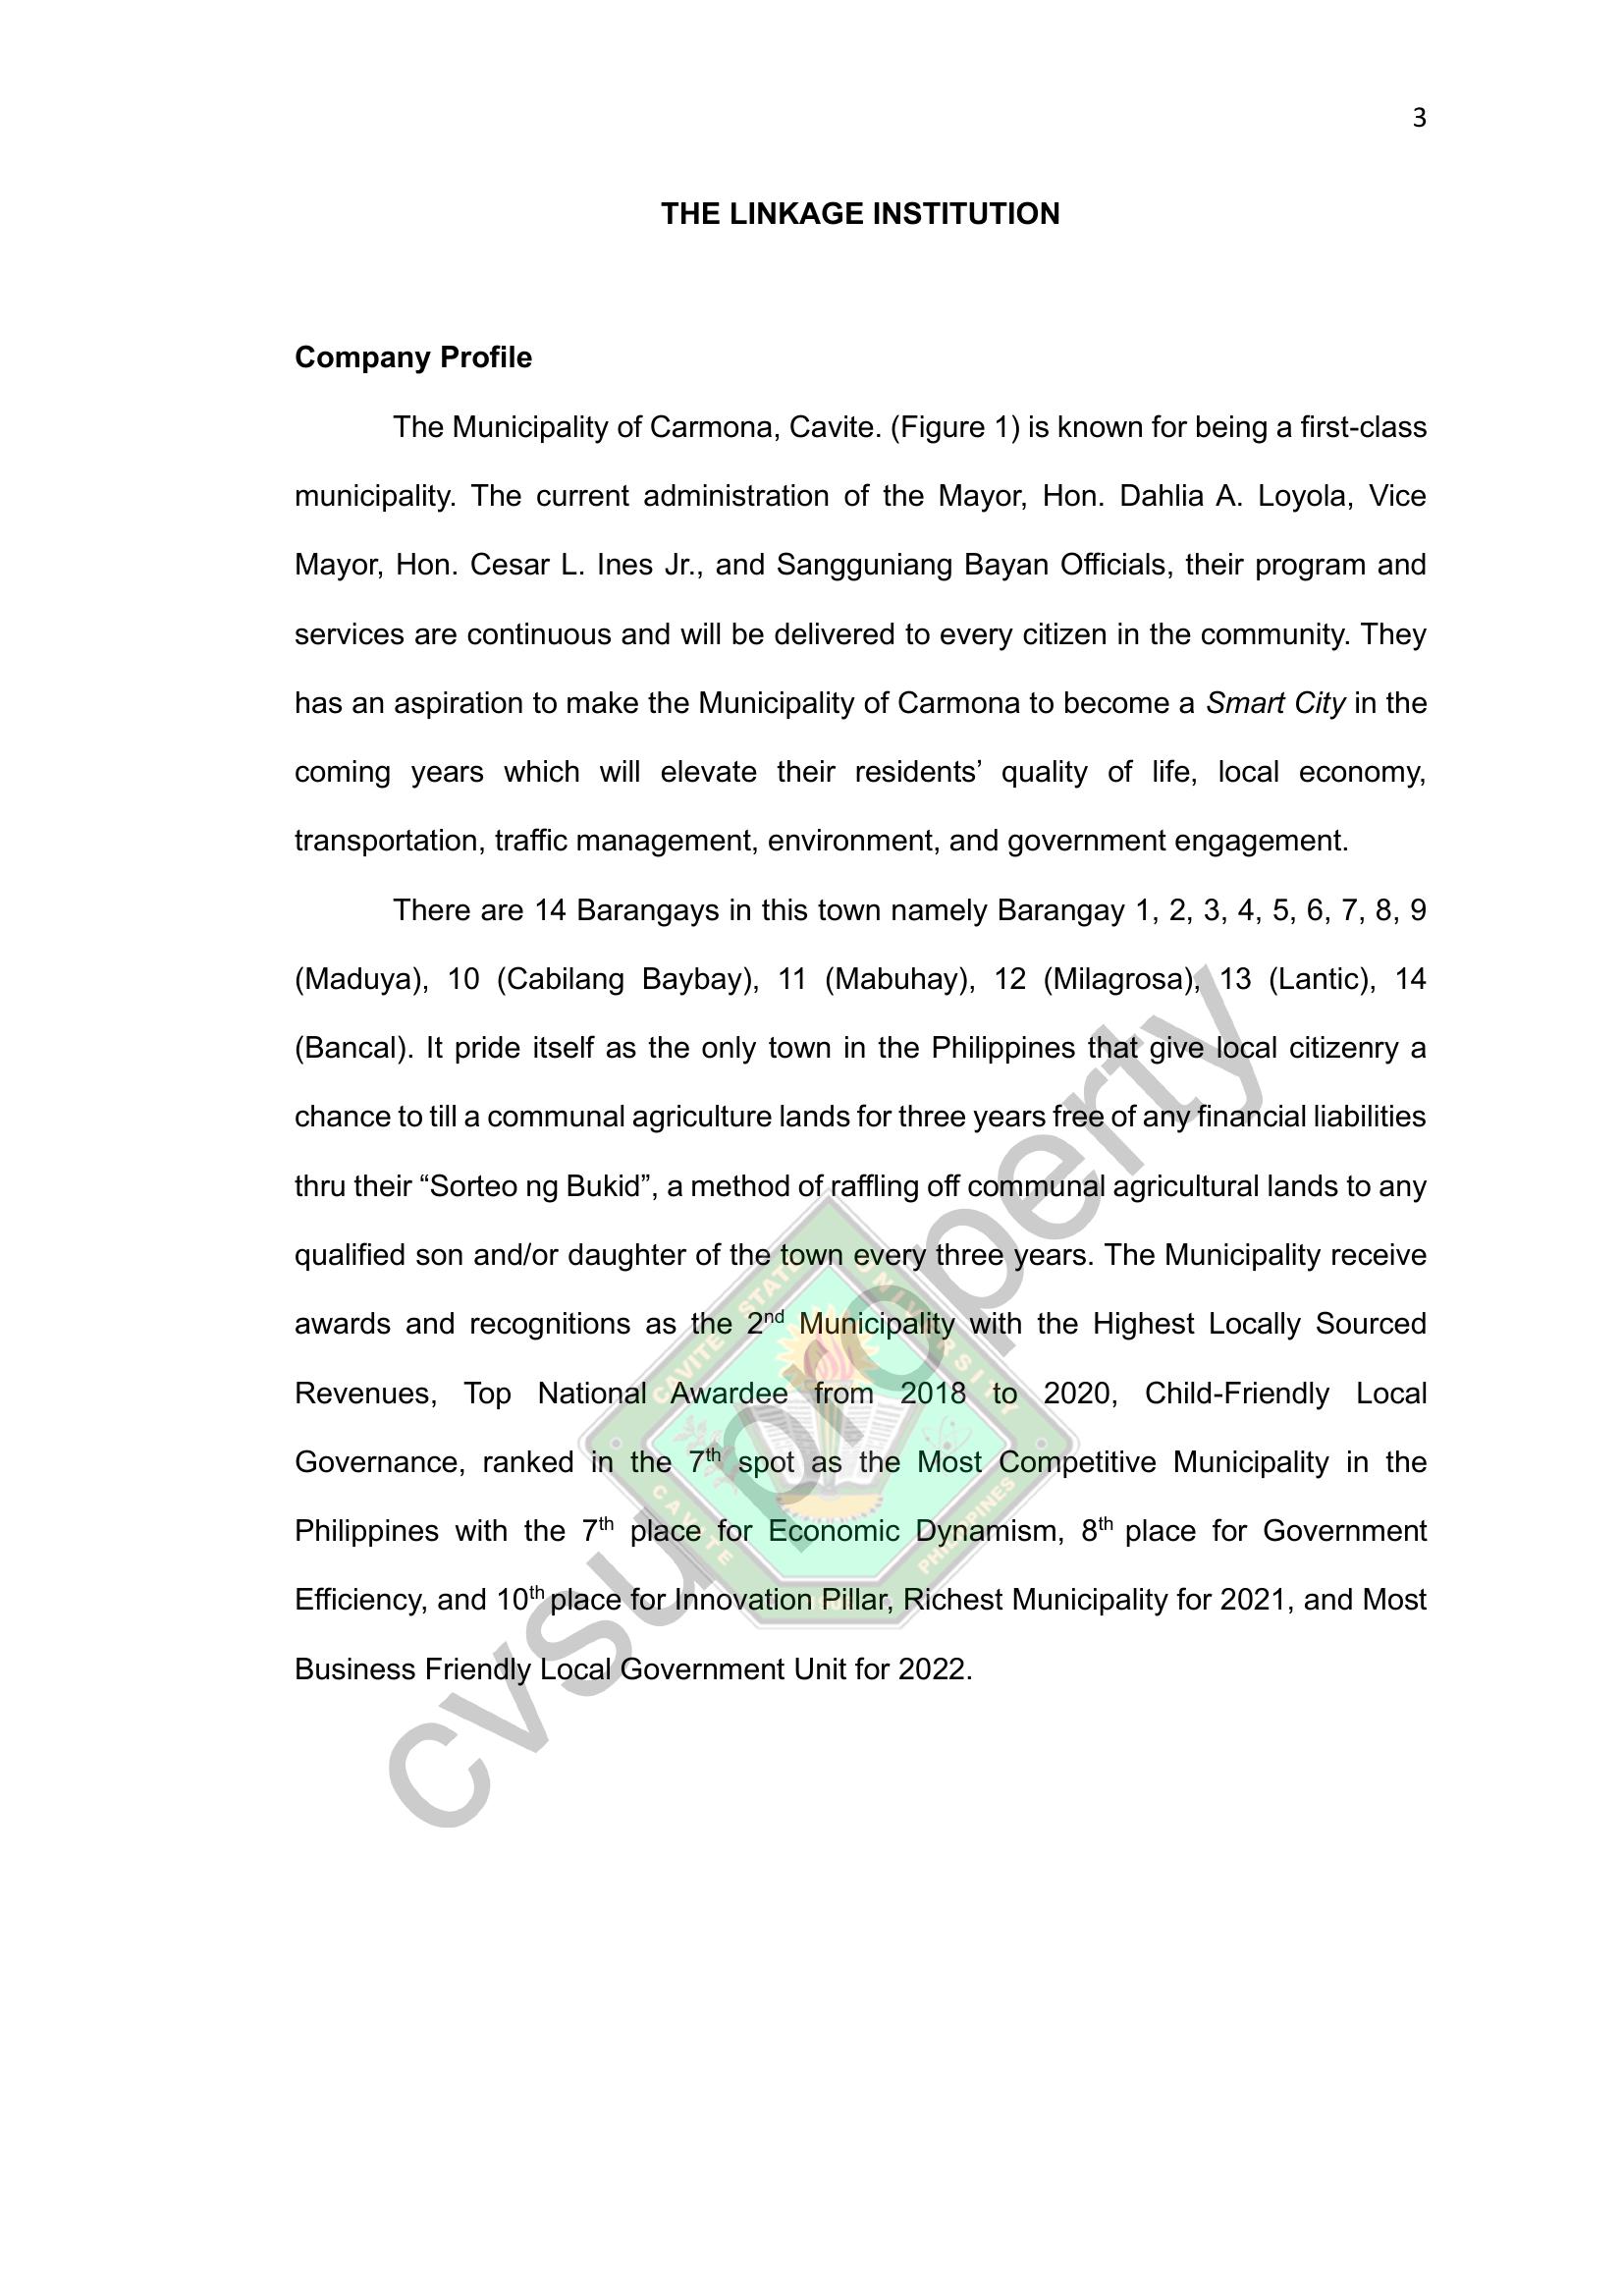 3
THE LINKAGE INSTITUTION
Company Profile
The Municipality of Carmona, Cavite. (Figure 1) is known for being a first-class
municipality. The current administration of the Mayor, Hon. Dahlia A. Loyola, Vice
Mayor, Hon. Cesar L. Ines Jr., and Sangguniang Bayan Officials, their program and
services are continuous and will be delivered to every citizen in the community. They
has an aspiration to make the Municipality of Carmona to become a Smart City in the
coming years which will elevate their residents’ quality of life, local economy,
transportation, traffic management, environment, and government engagement.
There are 14 Barangays in this town namely Barangay 1, 2, 3, 4, 5, 6, 7, 8, 9
(Maduya), 10 (Cabilang Baybay), 11 (Mabuhay), 12 (Milagrosa), 13 (Lantic), 14
(Bancal). It pride itself as the only town in the Philippines that give local citizenry a
chance to till a communal agriculture lands for three years free of any financial liabilities
thru their “Sorteo ng Bukid”, a method of raffling off communal agricultural lands to any
qualified son and/or daughter of the town every three years. The Municipality receive
awards and recognitions as the 2nd Municipality with the Highest Locally Sourced
Revenues, Top National Awardee from 2018 to 2020, Child-Friendly Local
Governance, ranked in the 7th spot as the Most Competitive Municipality in the
Philippines with the 7th place for Economic Dynamism, 8th place for Government
Efficiency, and 10th place for Innovation Pillar, Richest Municipality for 2021, and Most
Business Friendly Local Government Unit for 2022.
cvsu property
CAVITE STATE UNIVERSITY
CAVITE
PHILIPPINES